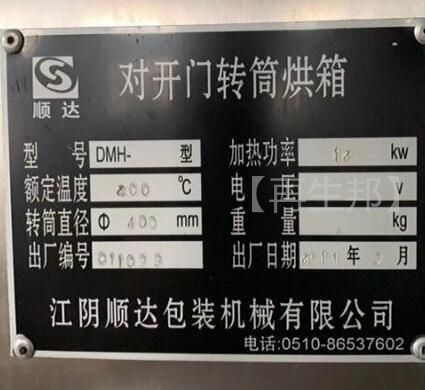 对开门转筒烘箱
顺达
型 号 DMH- 型 加热功率 12 kw
额定温度 200 ℃ 电 压 V
转筒直径 Φ 400 mm 重 量 kg
出厂编号 出厂日期 2011 年 月
【再生邦】
江阴顺达包装机械有限公司
电话:0510-86537602